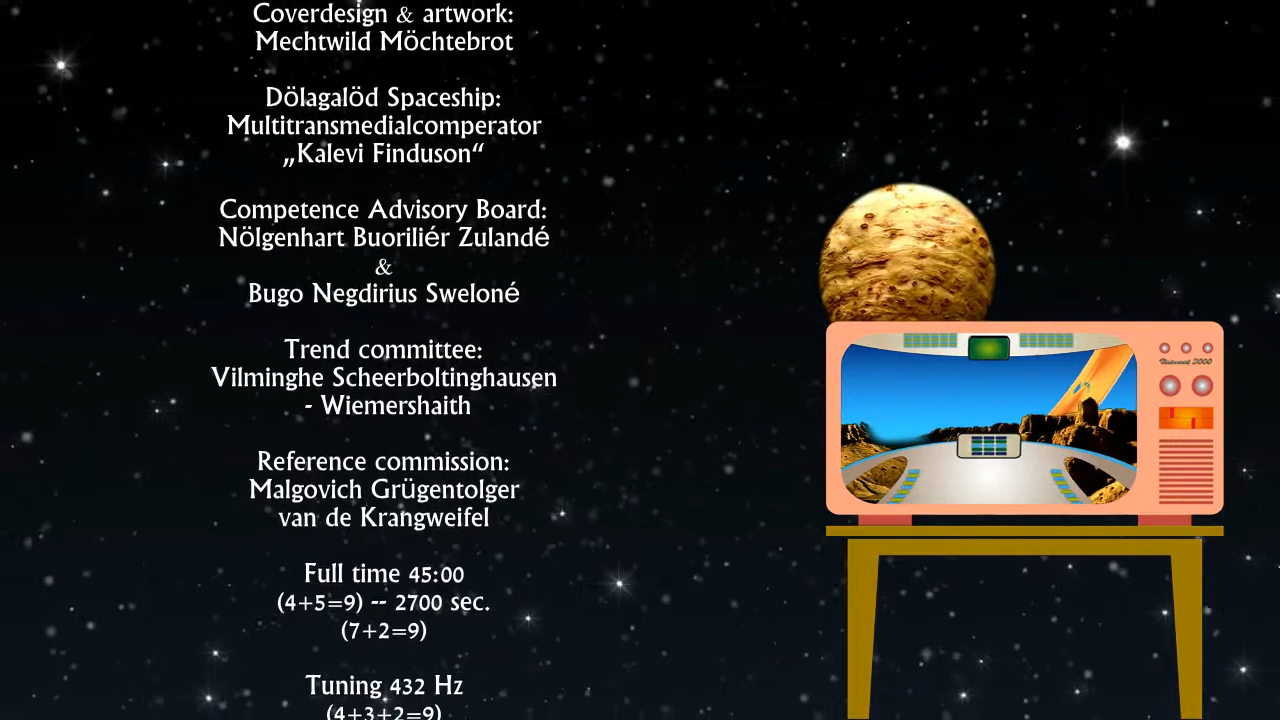 Coverdesign & artwork:
Mechtwild Möchtebrot
Dölagalöd Spaceship:
Multitransmedialcomperator
„Kalevi Finduson“
Competence Advisory Board:
Nölgenhart Buoriliér Zulandé
&
Bugo Negdirius Sweloné
Trend committee:
Vilminghe Scheerboltinghausen
- Wiemershaith
Reference commission:
Malgovich Grügentolger
van de Krangweifel
Full time 45:00
(4+5=9) -- 2700 sec.
(7+2=9)
Tuning 432 Hz
(4+3+2=9)